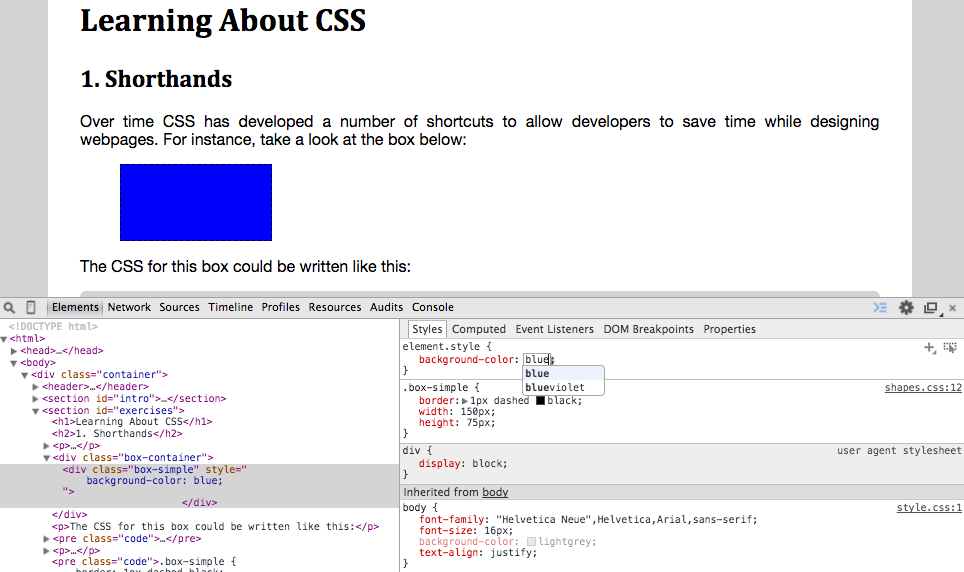 Learning About CSS
1. Shorthands
Over time CSS has developed a number of shortcuts to allow developers to save time while designing
webpages. For instance, take a look at the box below:
The CSS for this box could be written like this:
Elements Network Sources Timeline Profiles Resources Audits Console
<!DOCTYPE html>
▼<html>
▶<head>…</head>
▼<body>
▼<div class="container">
▶<header>…</header>
▶<section id="intro">…</section>
▼<section id="exercises">
<h1>Learning About CSS</h1>
<h2>1. Shorthands</h2>
▶<p>…</p>
▼<div class="box-container">
<div class="box-simple" style="
background-color: blue;
">
</div>
</div>
<p>The CSS for this box could be written like this:</p>
▶<pre class="code">…</pre>
▶<p>…</p>
<pre class="code">.box-simple {
border: 1px dashed black;
Styles Computed Event Listeners DOM Breakpoints Properties
element.style {
background-color: blue;
blue
blueviolet
}
.box-simple { shapes.css:12
border:▶1px dashed black;
width: 150px;
height: 75px;
}
div { user agent stylesheet
display: block;
}
Inherited from body
body { style.css:1
font-family: "Helvetica Neue",Helvetica,Arial,sans-serif;
font-size: 16px;
background-color: lightgrey;
text-align: justify;
}